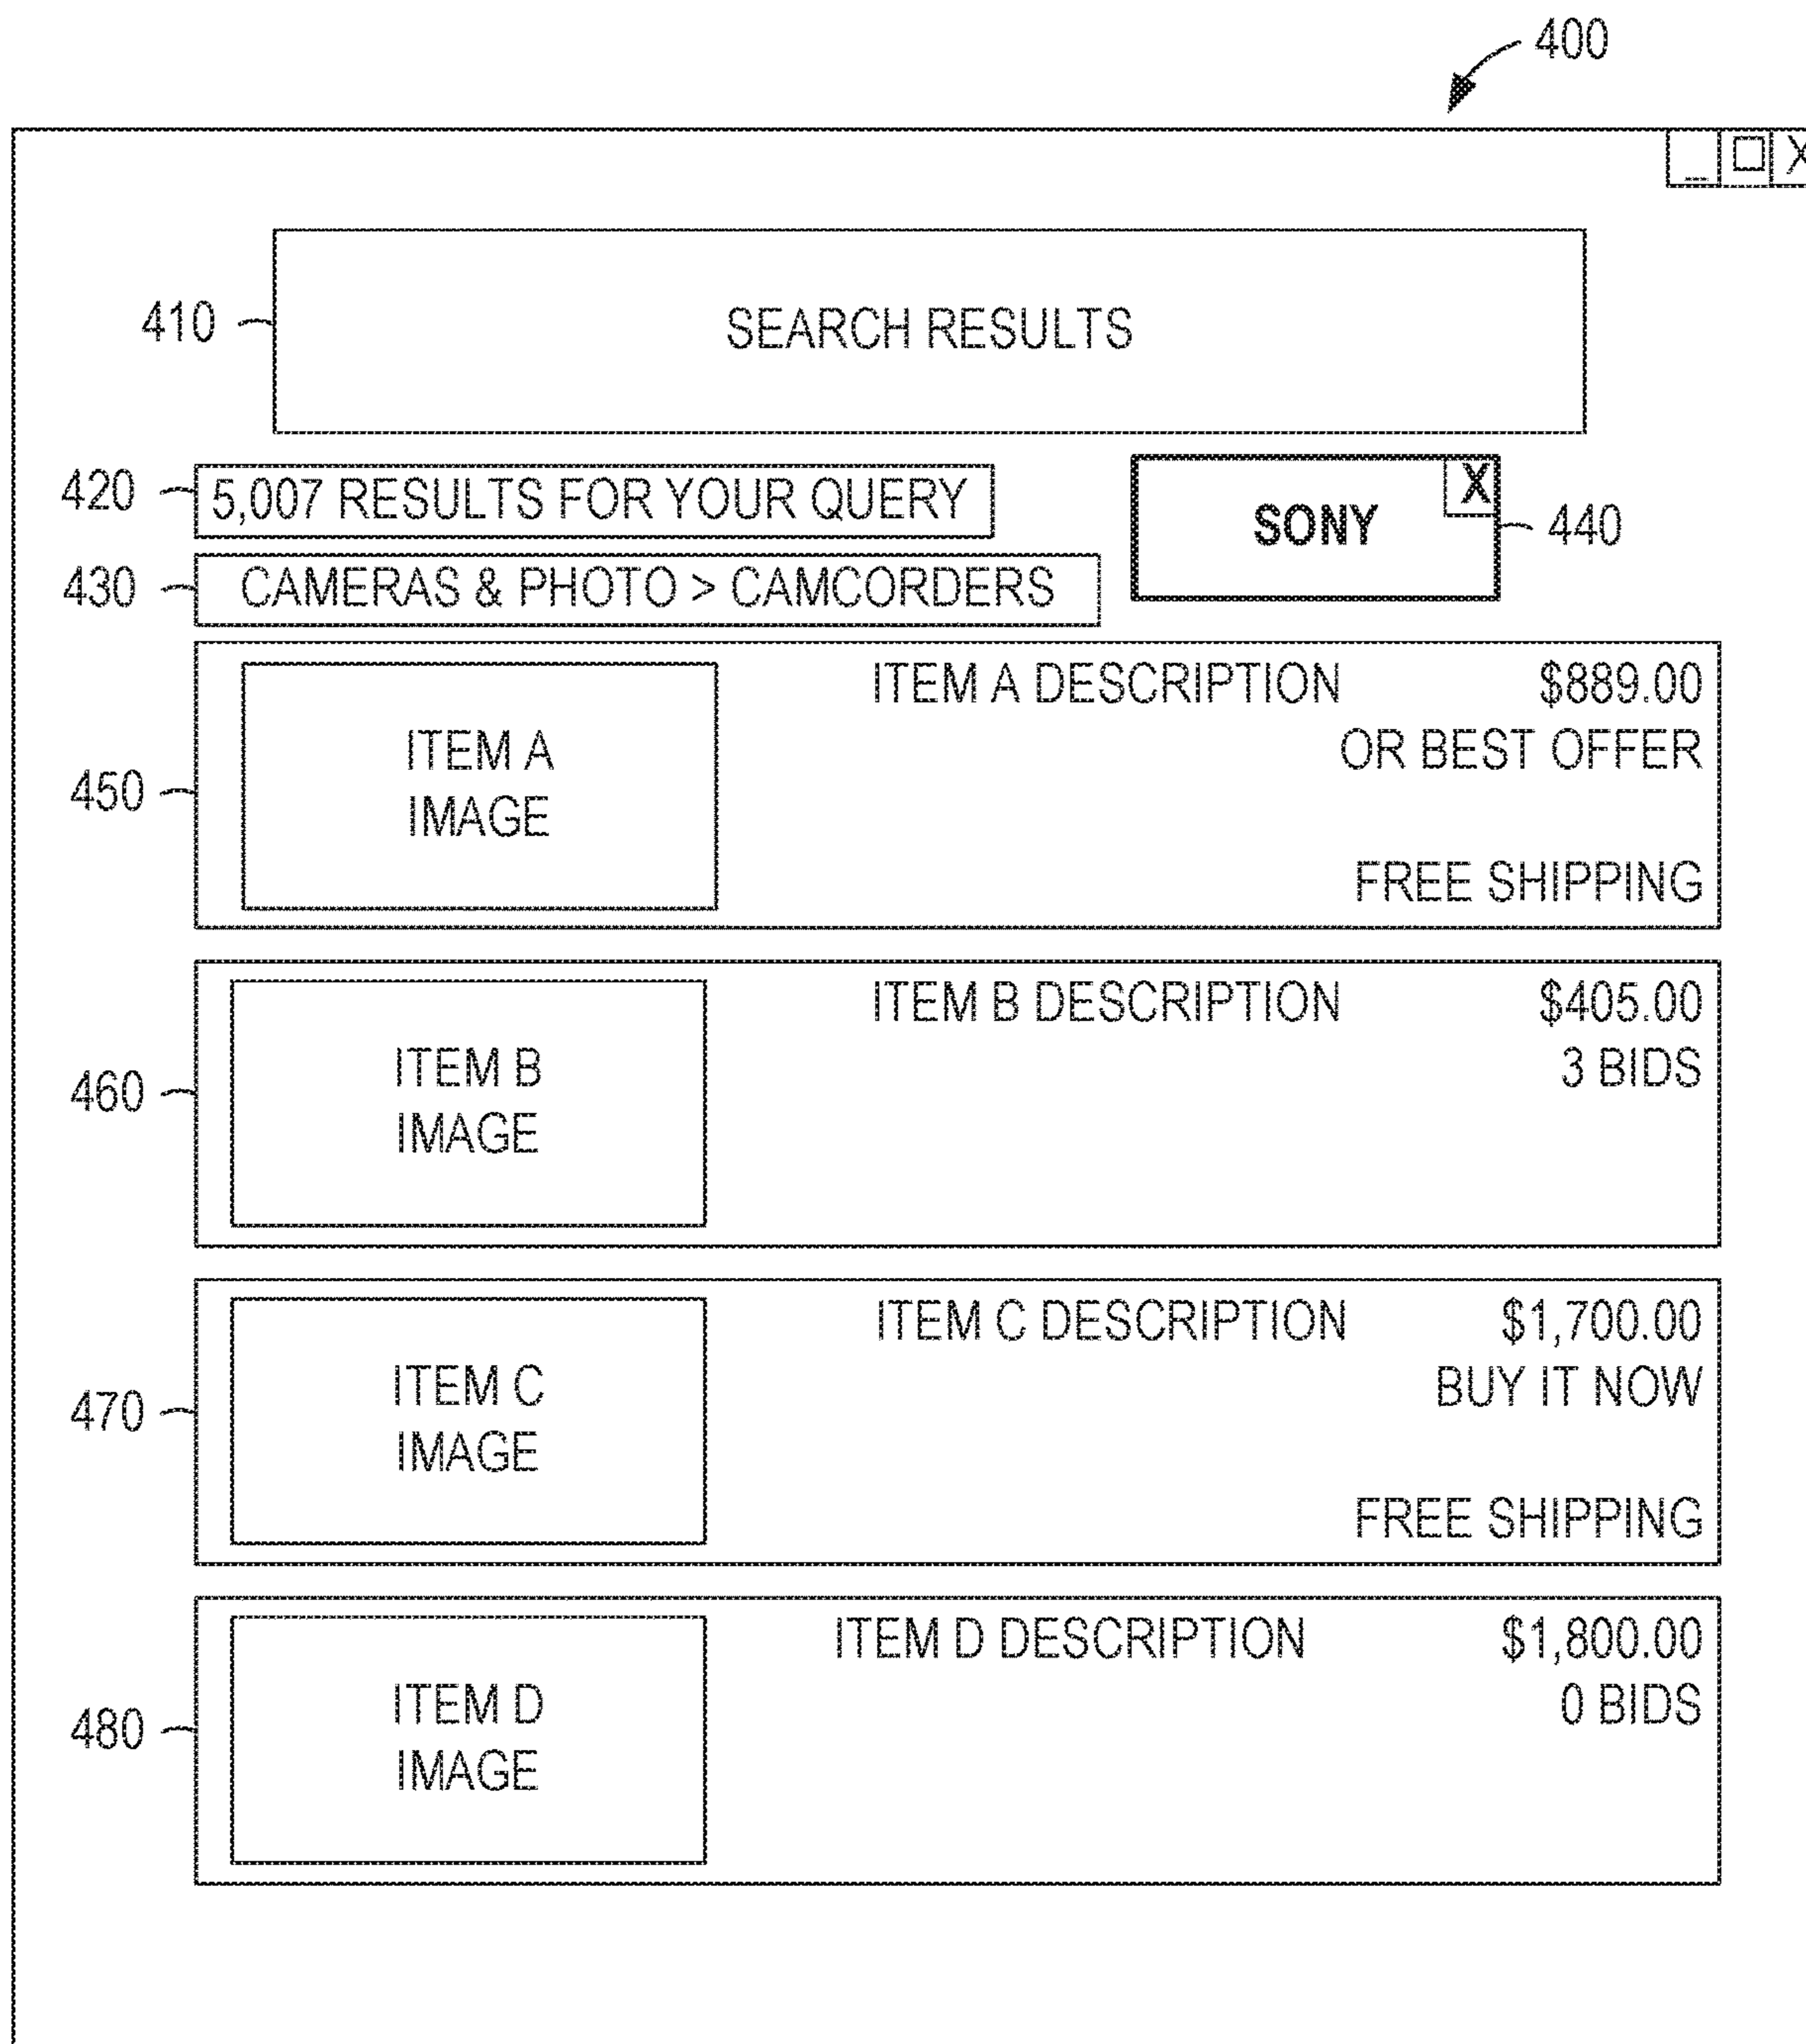 400
_ □ X
410 SEARCH RESULTS
420 5,007 RESULTS FOR YOUR QUERY
X
SONY 440
430 CAMERAS & PHOTO > CAMCORDERS
450
ITEM A
IMAGE
ITEM A DESCRIPTION $889.00
OR BEST OFFER
FREE SHIPPING
460
ITEM B
IMAGE
ITEM B DESCRIPTION $405.00
3 BIDS
470
ITEM C
IMAGE
ITEM C DESCRIPTION $1,700.00
BUY IT NOW
FREE SHIPPING
480
ITEM D
IMAGE
ITEM D DESCRIPTION $1,800.00
0 BIDS